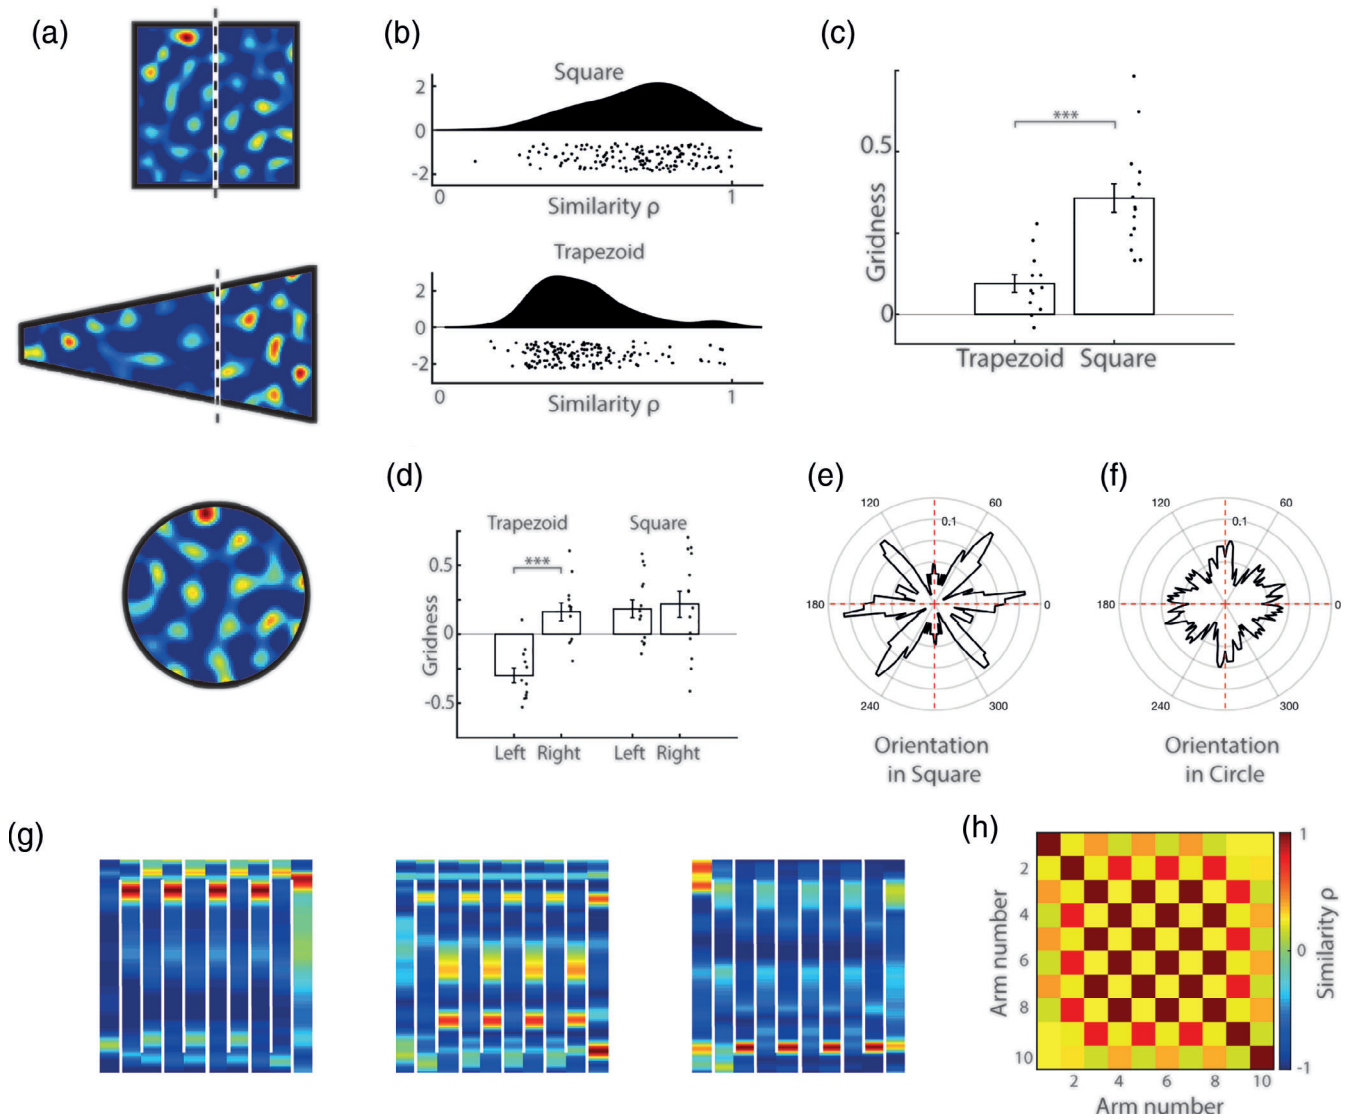 (a)
(b)
Square
2
0
-2
0
1
Similarity ρ
Trapezoid
2
0
-2
0
1
Similarity ρ
(c)
***
0.5
0
Gridness
Trapezoid
Square
(d)
Trapezoid
Square
***
0.5
0
-0.5
Gridness
Left
Right
Left
Right
(e)
120
60
0.1
180
0
240
300
Orientation
in Square
(f)
120
60
0.1
180
0
240
300
Orientation
in Circle
(g)
(h)
2
4
6
8
10
Arm number
2
4
6
8
10
Arm number
1
0
-1
Similarity ρ